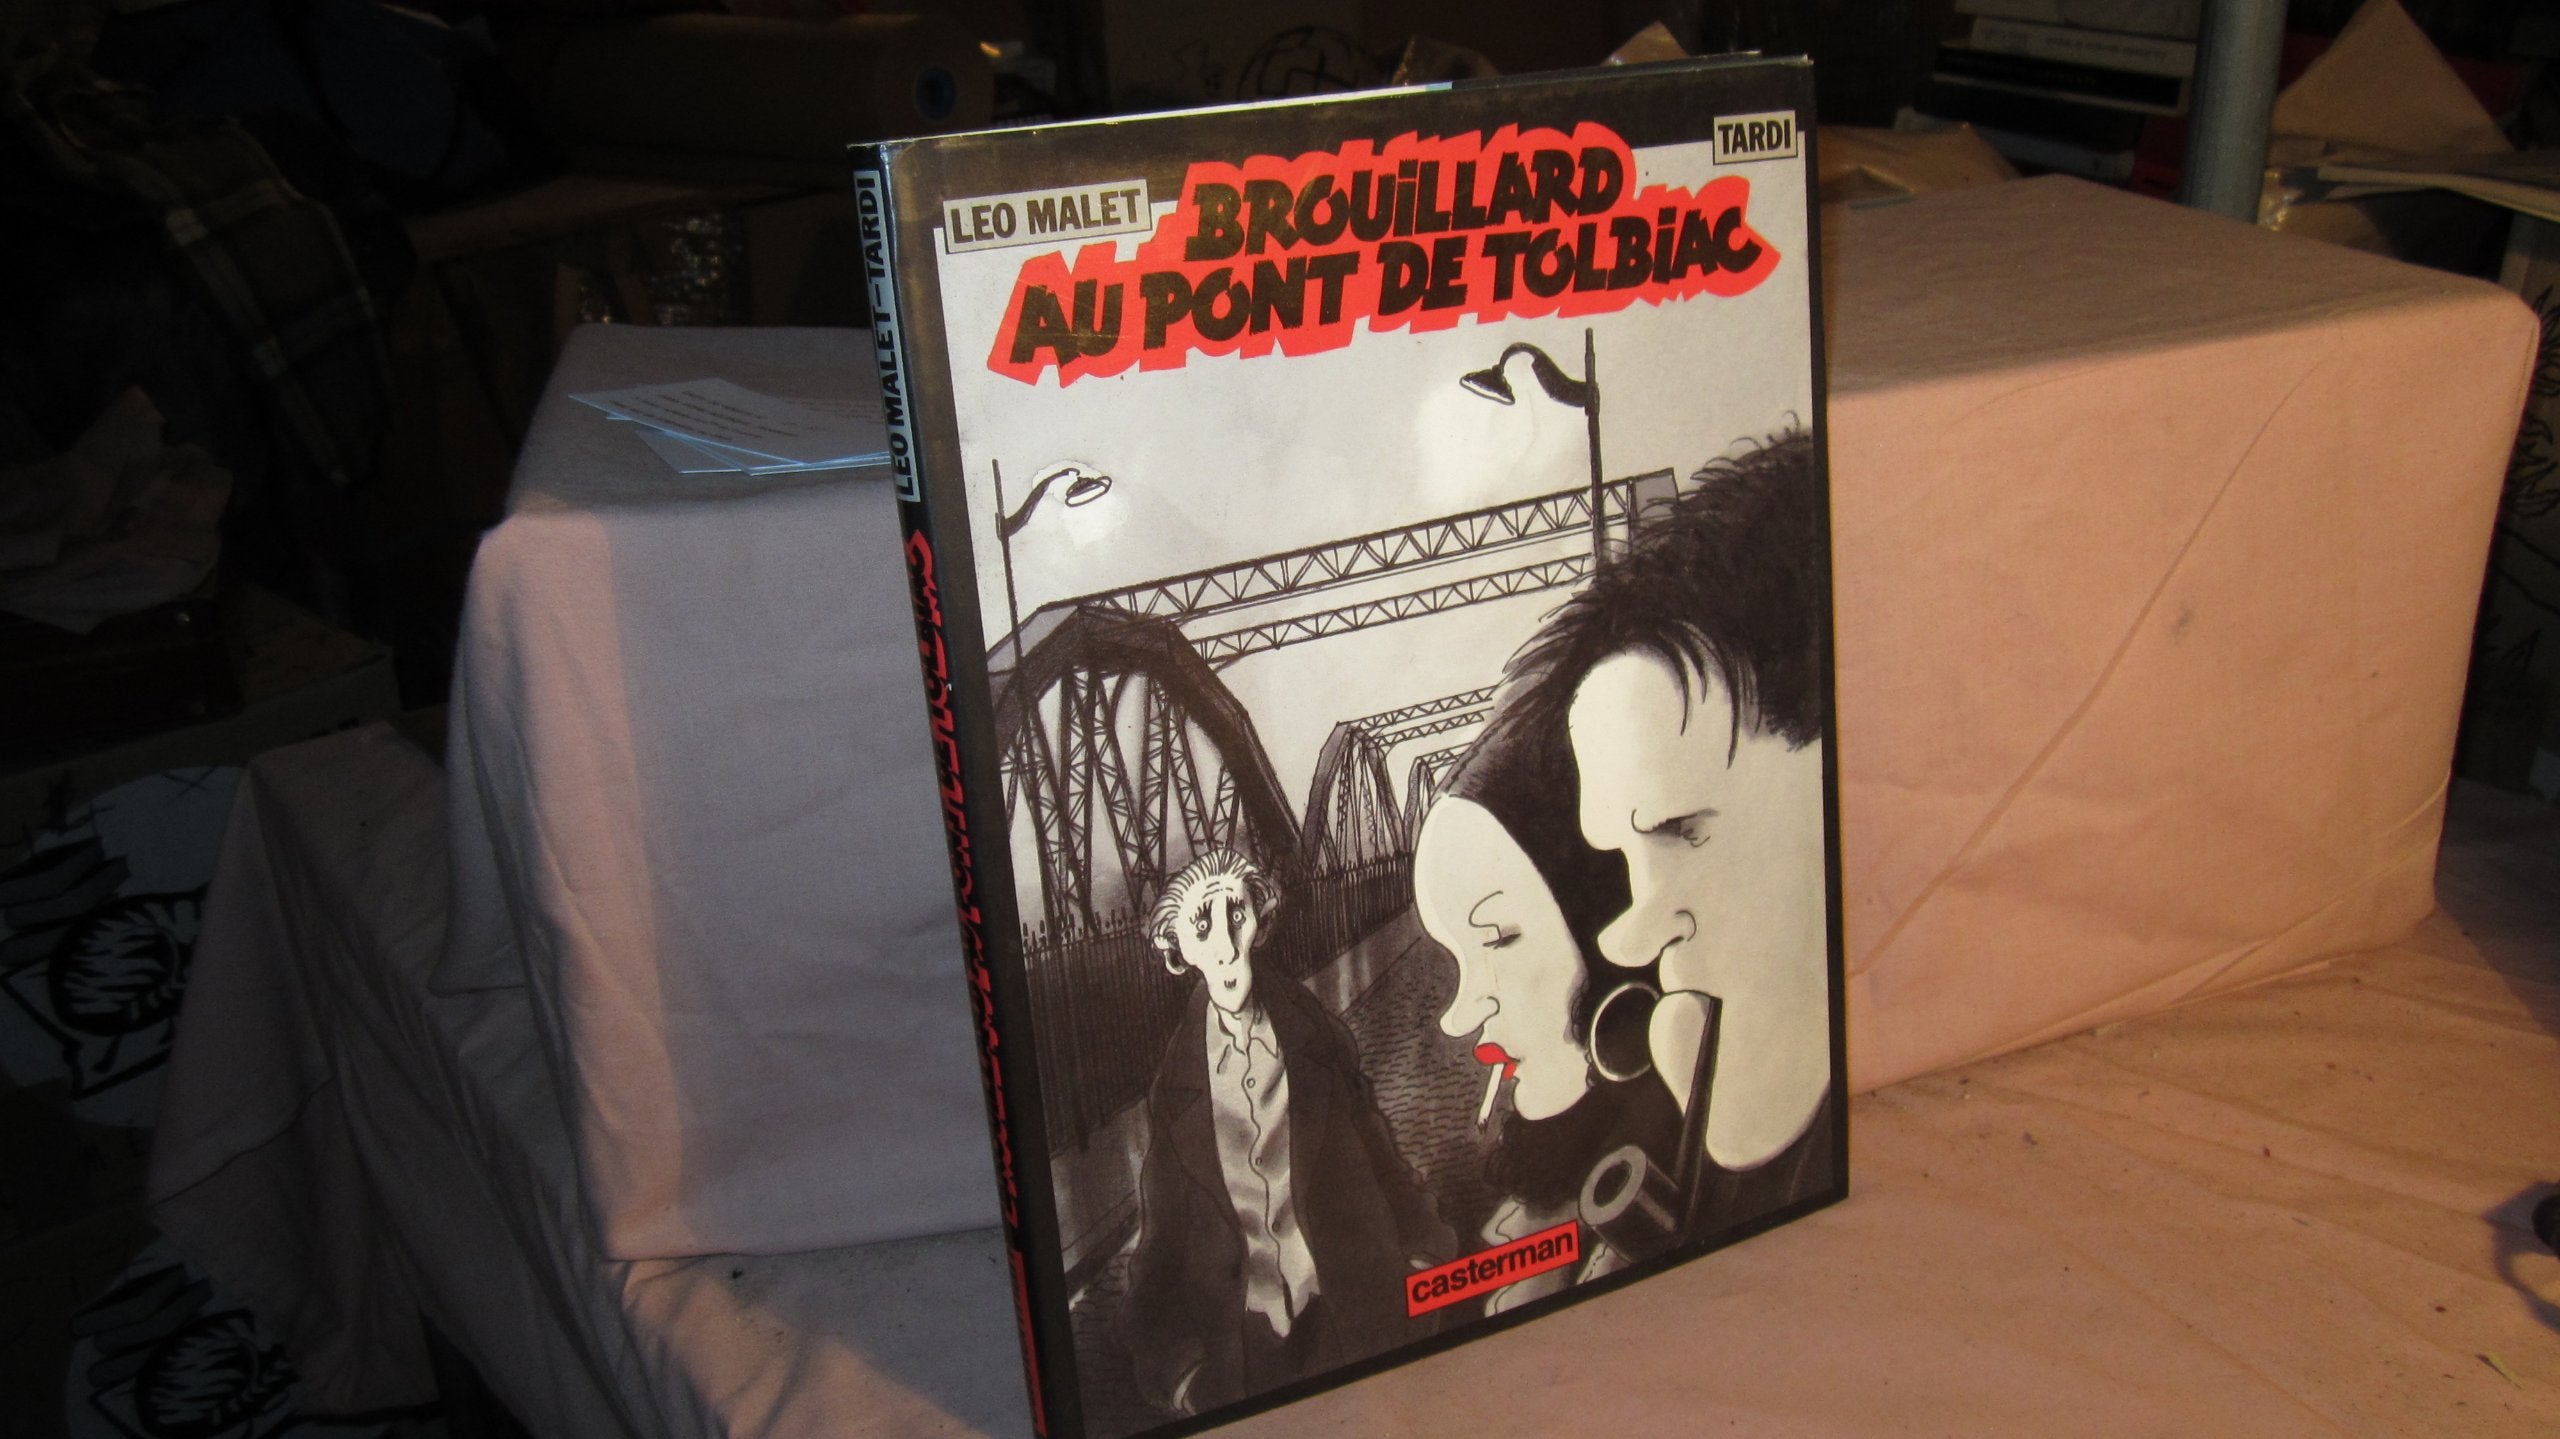 LEO MALET
TARDI
BROUiLLARD
AU PONT DE TOLBiAC
casterman
LEO MALET-TARDI